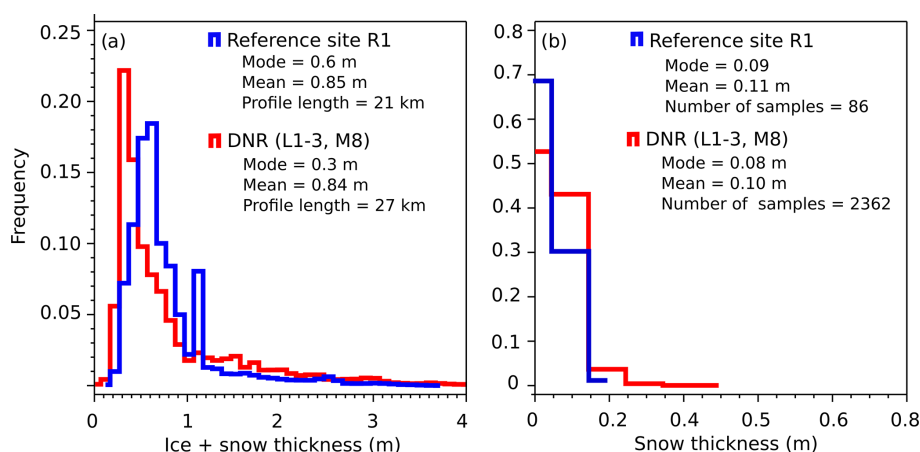 (a)
Reference site R1
Mode = 0.6 m
Mean = 0.85 m
Profile length = 21 km
DNR (L1-3, M8)
Mode = 0.3 m
Mean = 0.84 m
Profile length = 27 km
Frequency
0.25
0.20
0.15
0.10
0.05
0 1 2 3 4
Ice + snow thickness (m)
(b)
Reference site R1
Mode = 0.09
Mean = 0.11 m
Number of samples = 86
DNR (L1-3, M8)
Mode = 0.08 m
Mean = 0.10 m
Number of samples = 2362
0.8
0.7
0.6
0.5
0.4
0.3
0.2
0.1
0
0 0.2 0.4 0.5 0.6 0.8
Snow thickness (m)